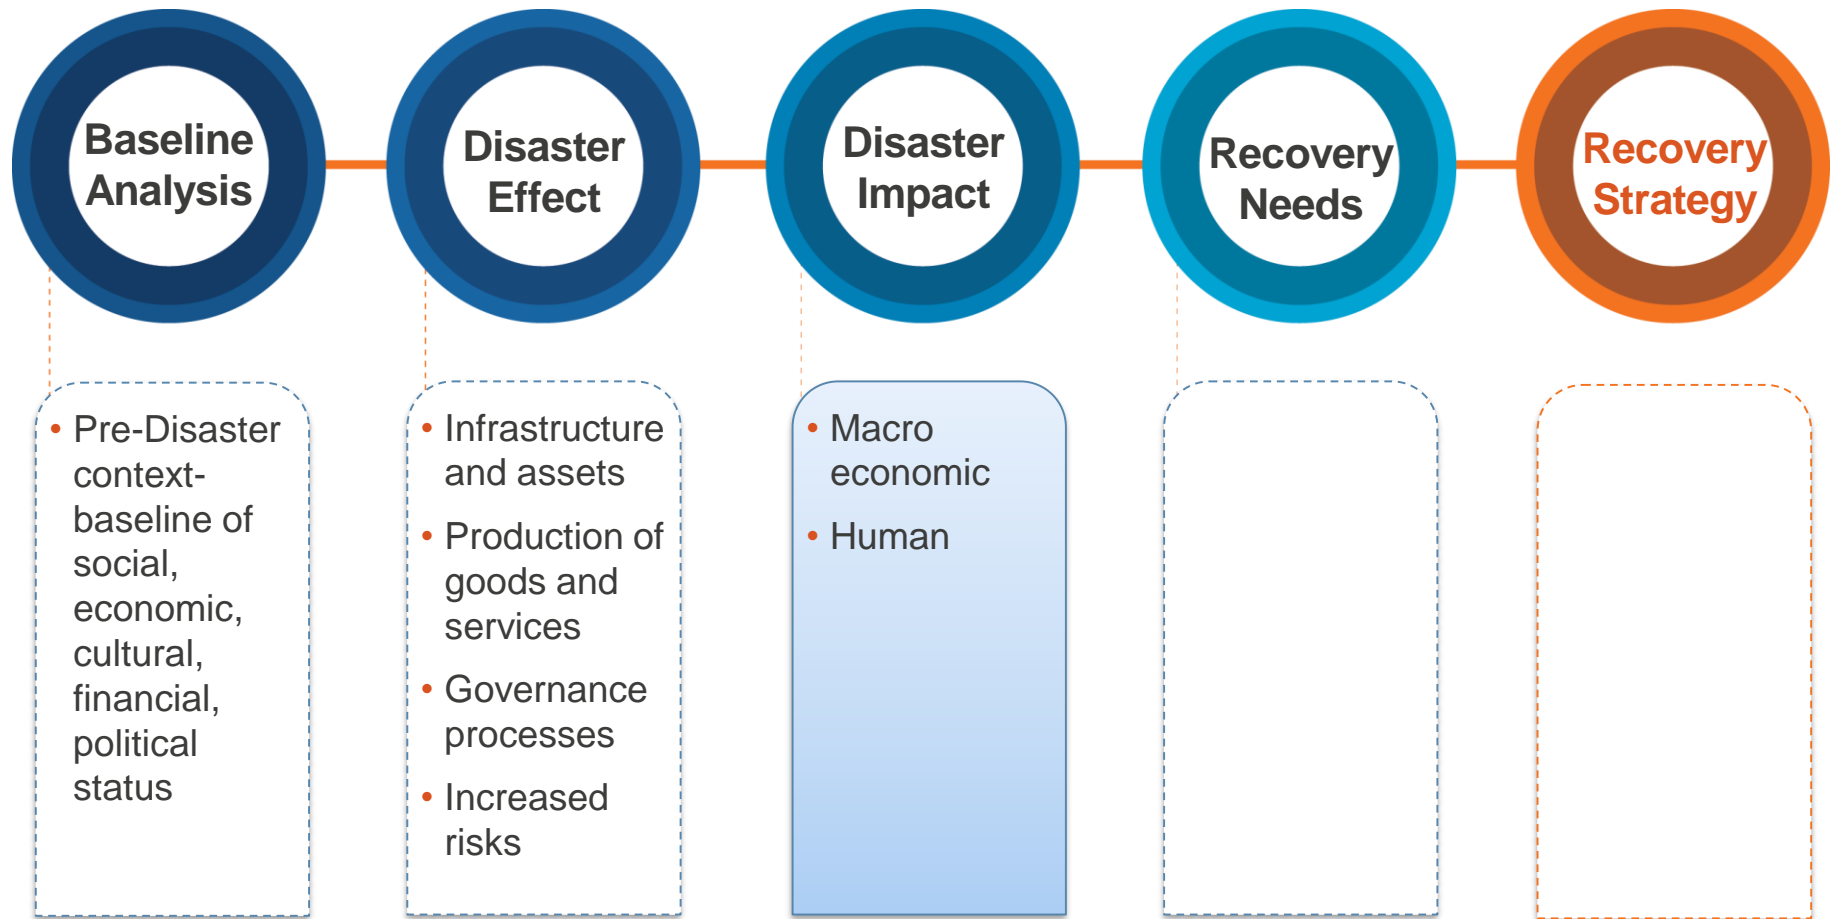 Baseline
Analysis
Disaster
Effect
Disaster
Impact
Recovery
Needs
Recovery
Strategy
• Pre-Disaster
context-
baseline of
social,
economic,
cultural,
financial,
political
status
• Infrastructure
and assets
• Production of
goods and
services
• Governance
processes
• Increased
risks
• Macro
economic
• Human